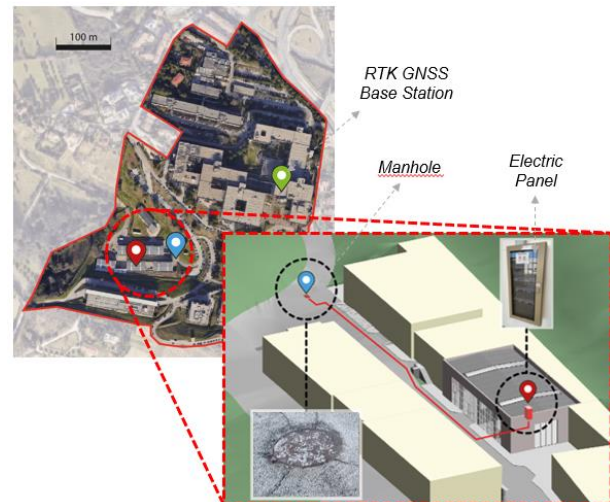 100 m
RTK GNSS
Base Station
Manhole
Electric
Panel